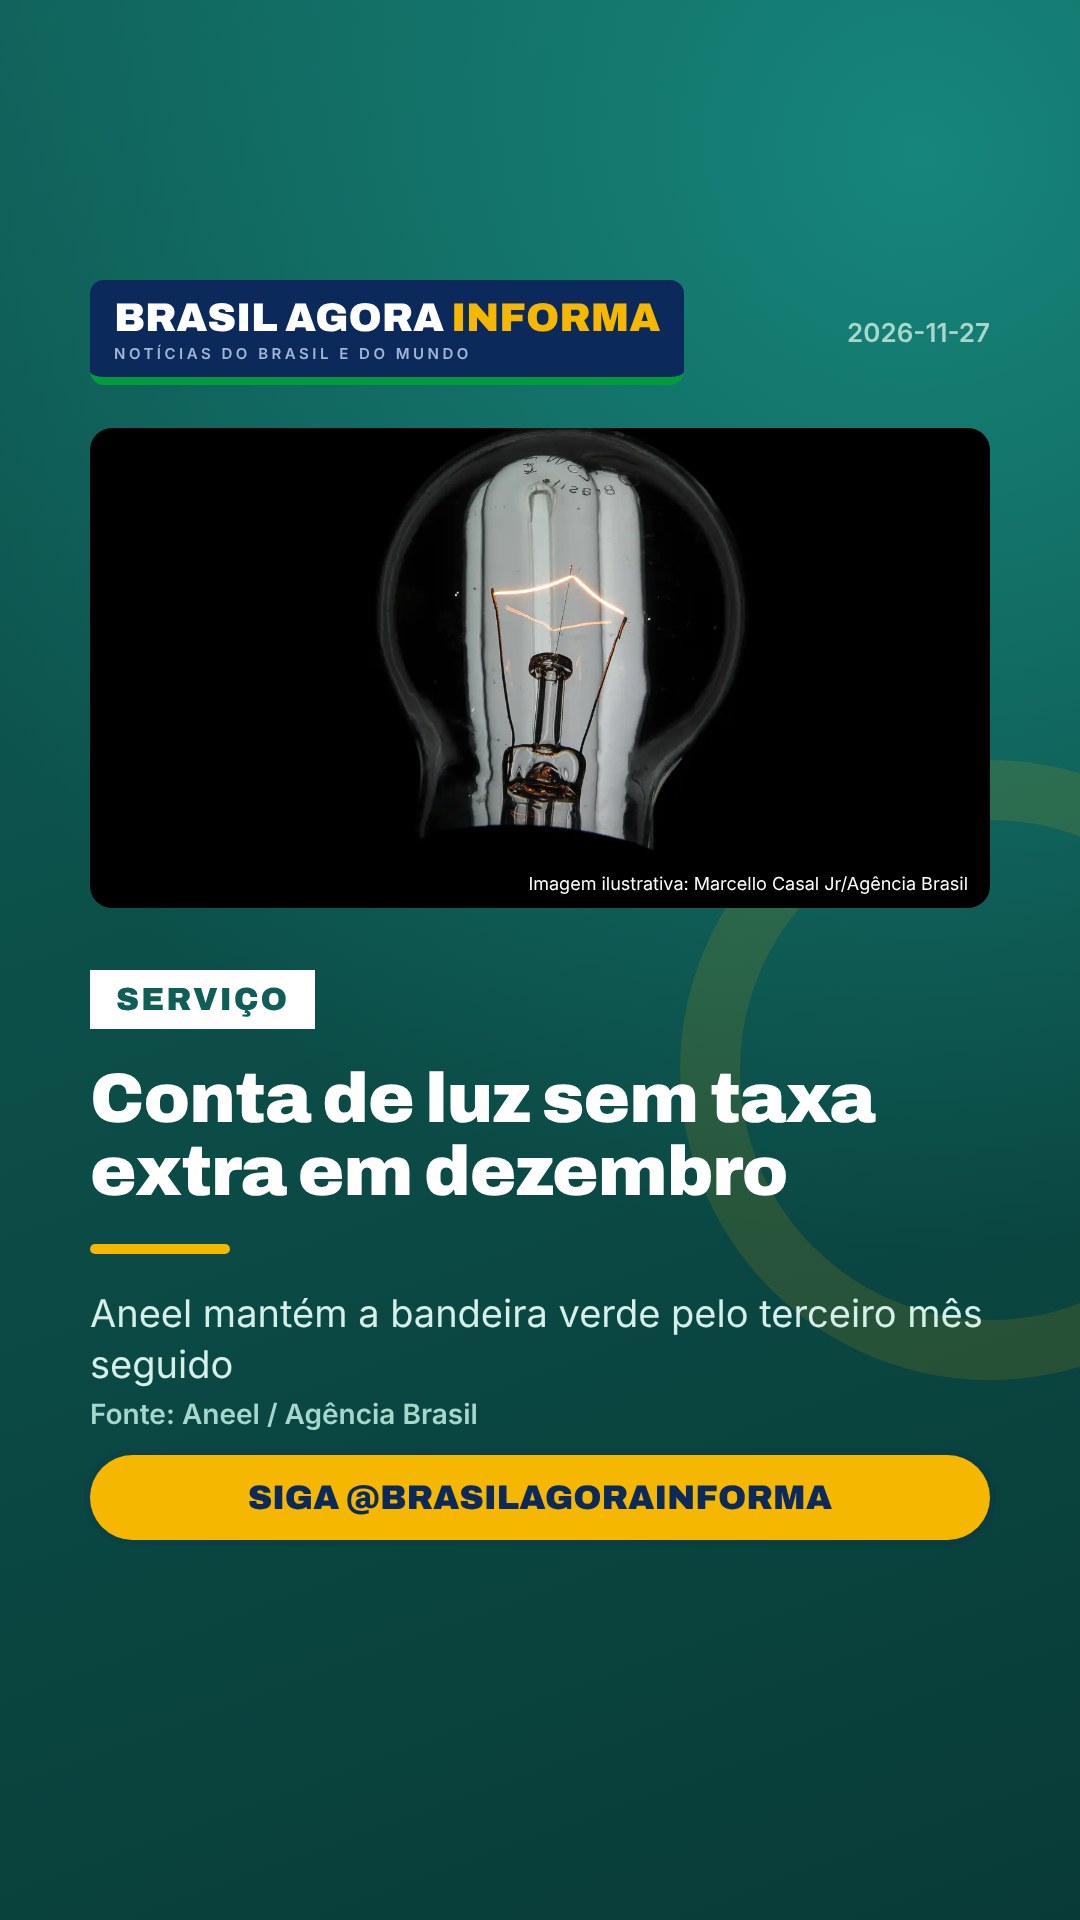 BRASIL AGORA INFORMA
NOTÍCIAS DO BRASIL E DO MUNDO
2026-11-27
Imagem ilustrativa: Marcello Casal Jr/Agência Brasil
SERVIÇO
Conta de luz sem taxa
extra em dezembro
Aneel mantém a bandeira verde pelo terceiro mês
seguido
Fonte: Aneel / Agência Brasil
SIGA @BRASILAGORAINFORMA